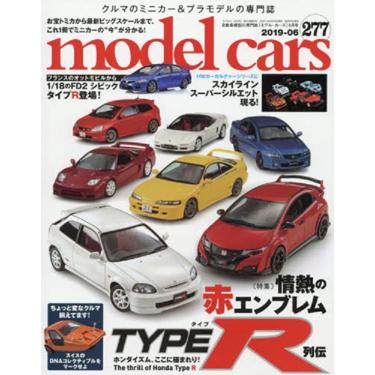 クルマのミニカー&プラモデルの専門誌
お宝トミカから最新ビッグスケールまで、
これ1冊でミニカーの“今”が分かる!
2019-06
277
model cars
フランスのオットモビルから
1/18のFD2 シビック
タイプR登場!
スカイライン
スーパーシルエット
現る!
[特集]
情熱の
赤エンブレム
ちょっと変なクルマ
揃えてます!
スイスの
DNAコレクティブルを
マークせよ
タイプ
TYPE R 列伝
ホンダイズム、ここに極まれり!
The thrill of Honda Type R